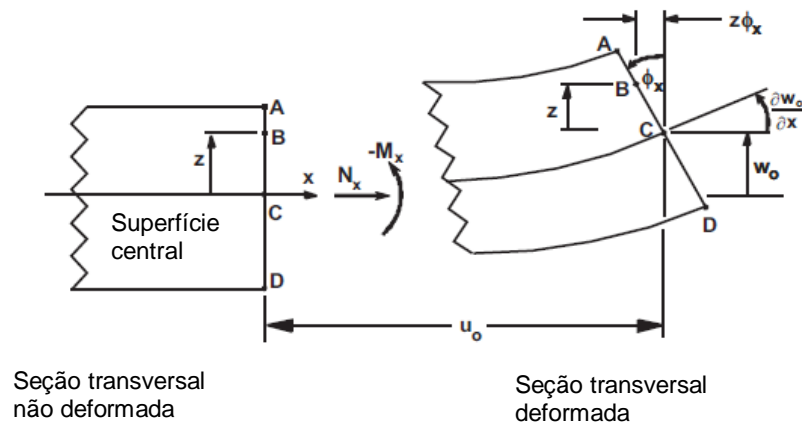 zϕx
A
B
ϕx
∂wo/∂x
z
C
wo
D
A
B
z
x
C
Superfície
central
D
Nx
-Mx
uo
Seção transversal
não deformada
Seção transversal
deformada